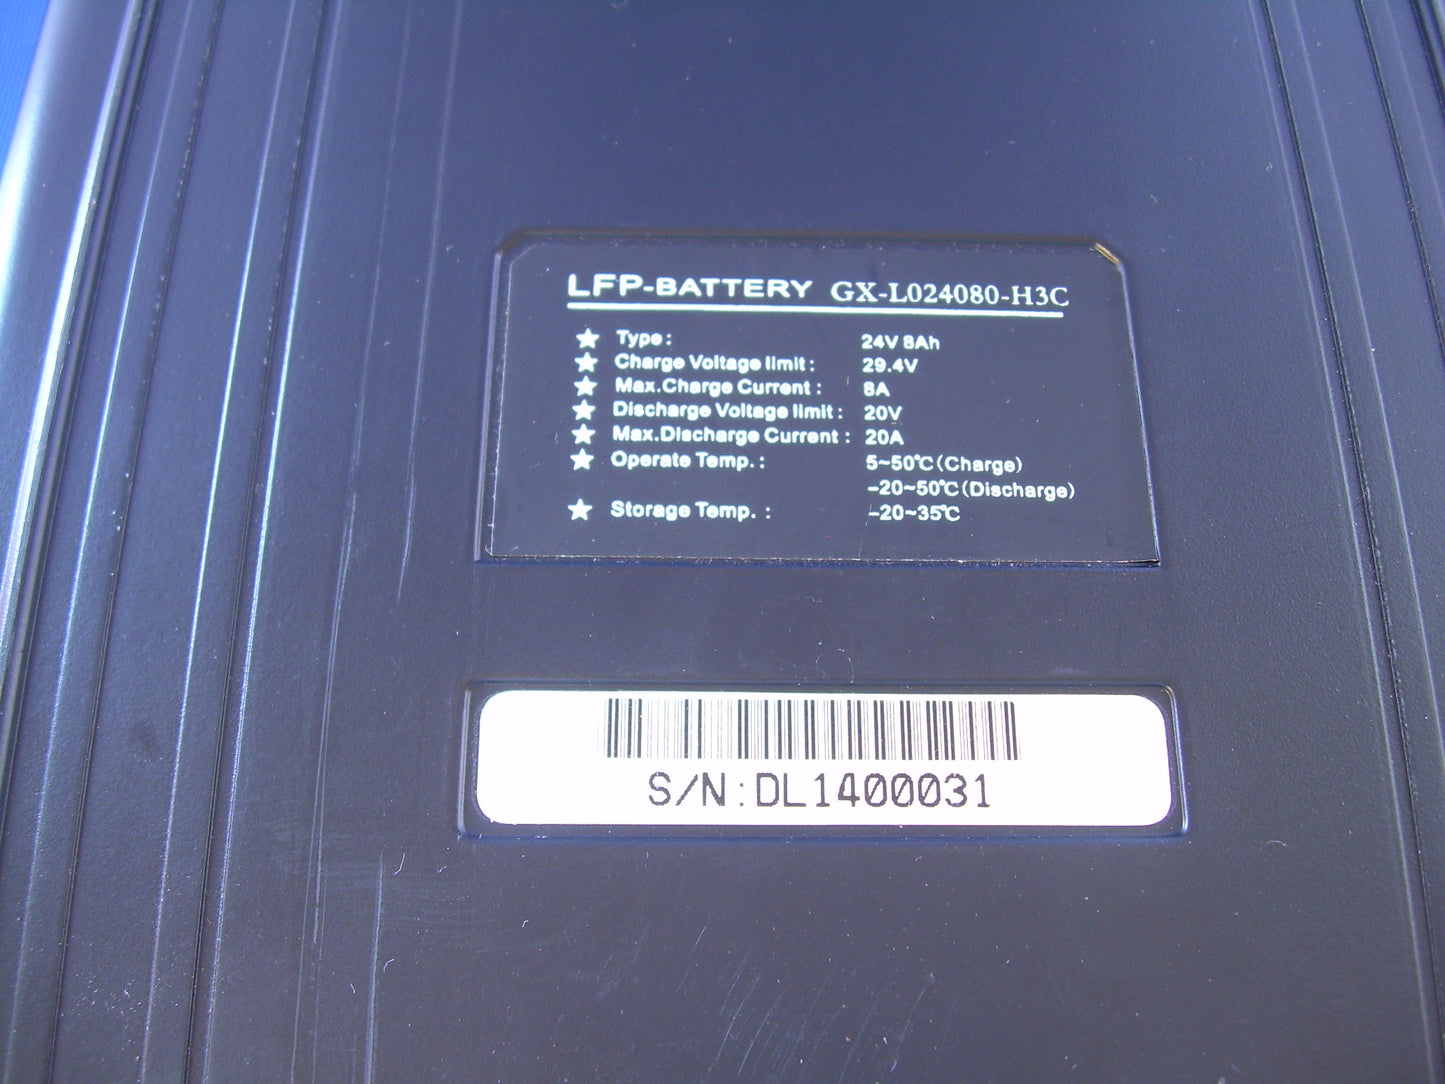 LFP-BATTERY GX-L024080-H3C
★ Type: 24V 8Ah
★ Charge Voltage limit: 29.4V
★ Max.Charge Current: 8A
★ Discharge Voltage limit: 20V
★ Max.Discharge Current: 20A
★ Operate Temp.: 5~50℃(Charge)
-20~50℃(Discharge)
★ Storage Temp.: -20~35℃
S/N:DL1400031